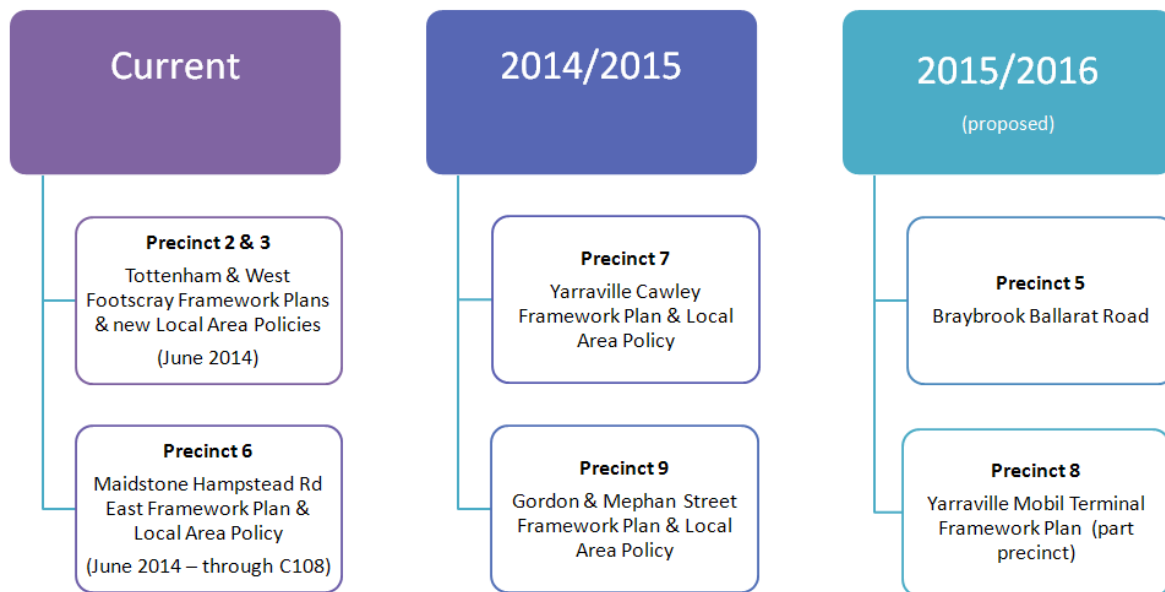 Current
Precinct 2 & 3
Tottenham & West
Footscray Framework Plans
& new Local Area Policies
(June 2014)
Precinct 6
Maidstone Hampstead Rd
East Framework Plan &
Local Area Policy
(June 2014 – through C108)
2014/2015
Precinct 7
Yarraville Cawley
Framework Plan & Local
Area Policy
Precinct 9
Gordon & Mephan Street
Framework Plan & Local
Area Policy
2015/2016
(proposed)
Precinct 5
Braybrook Ballarat Road
Precinct 8
Yarraville Mobil Terminal
Framework Plan (part
precinct)